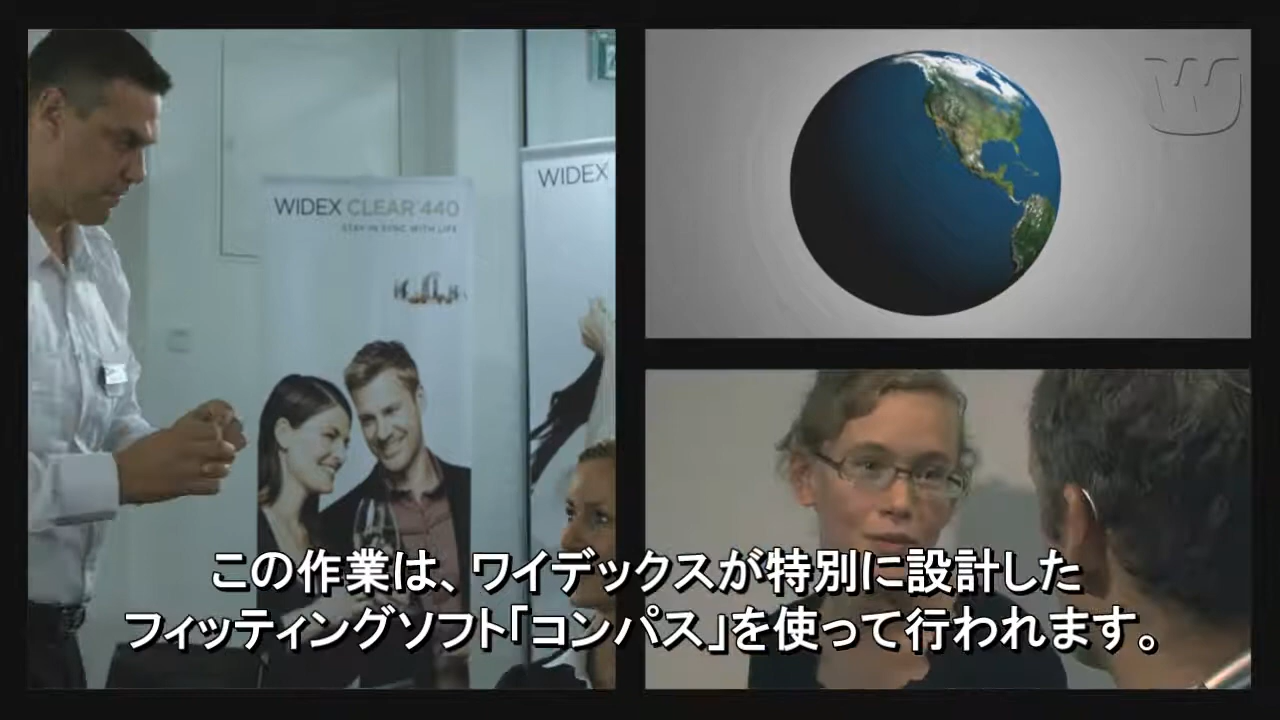 WIDEX CLEAR 440
STAY IN SYNC WITH LIFE
WIDEX
W
この作業は、ワイデックスが特別に設計した
フィッティングソフト「コンパス」を使って行われます。